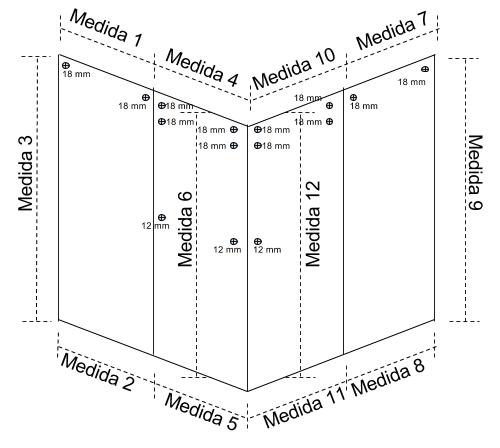 Medida 1
Medida 4
Medida 10
Medida 7
18 mm
18 mm
18 mm
18 mm
18 mm
18 mm
18 mm
18 mm
18 mm
18 mm
18 mm
18 mm
Medida 3
Medida 6
Medida 12
Medida 9
12 mm
12 mm
12 mm
Medida 2
Medida 5
Medida 11
Medida 8